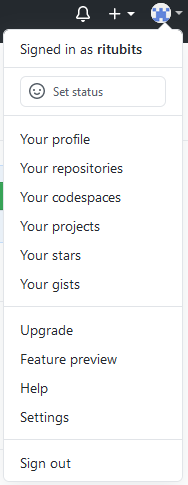 Signed in as ritubits
Set status
Your profile
Your repositories
Your codespaces
Your projects
Your stars
Your gists
Upgrade
Feature preview
Help
Settings
Sign out